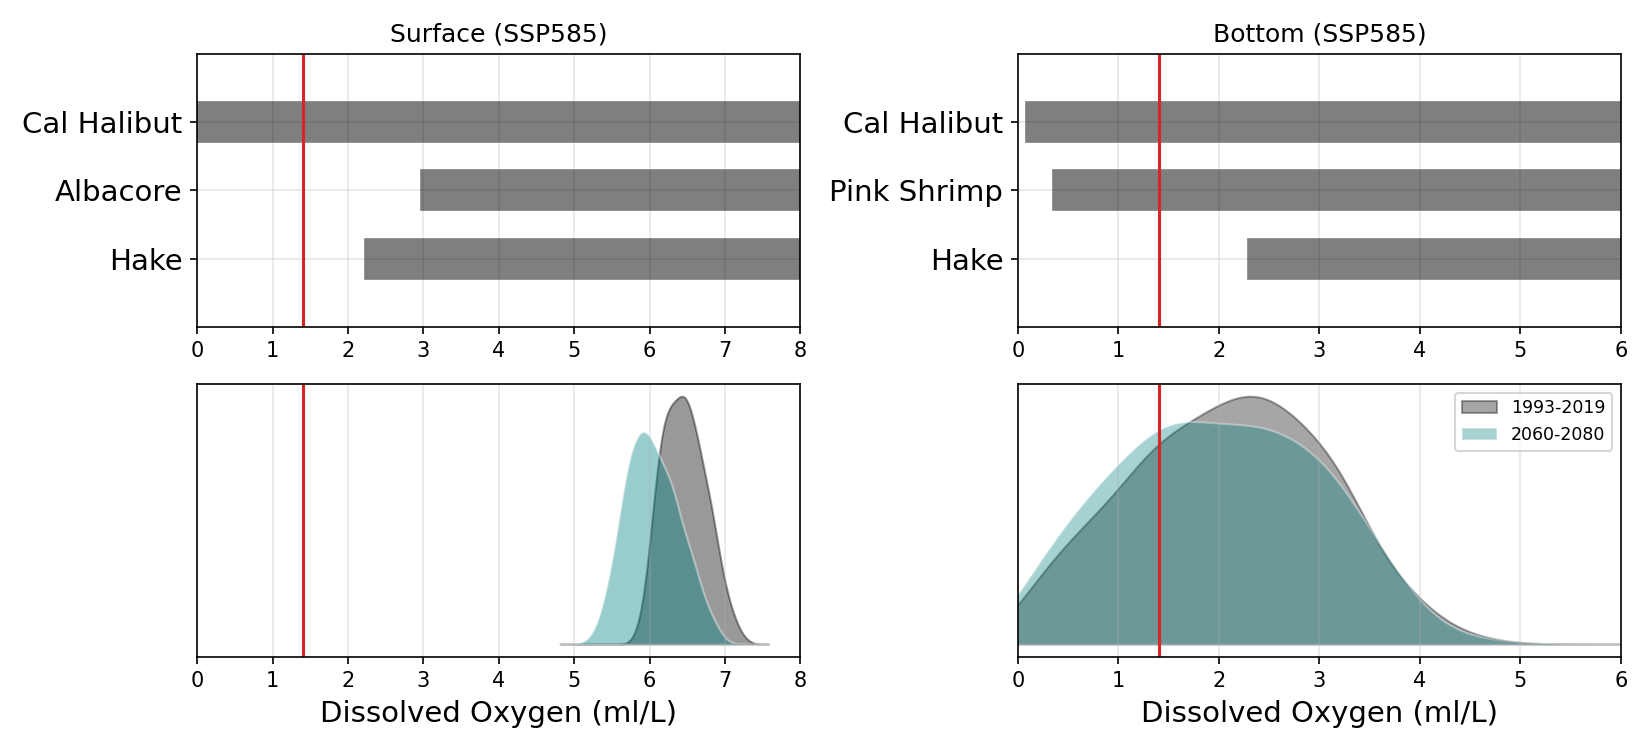 Surface (SSP585)
Cal Halibut
Albacore
Hake
0 1 2 3 4 5 6 7 8
Bottom (SSP585)
Cal Halibut
Pink Shrimp
Hake
0 1 2 3 4 5 6
0 1 2 3 4 5 6 7 8
Dissolved Oxygen (ml/L)
1993-2019
2060-2080
0 1 2 3 4 5 6
Dissolved Oxygen (ml/L)